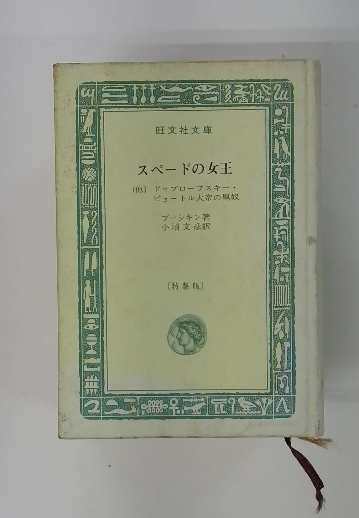 旺文社文庫
スペードの女王
(他) ドゥブローフスキー・
ピョートル大帝の黒奴
プーシキン著
小沼文彦訳
〔特製版〕